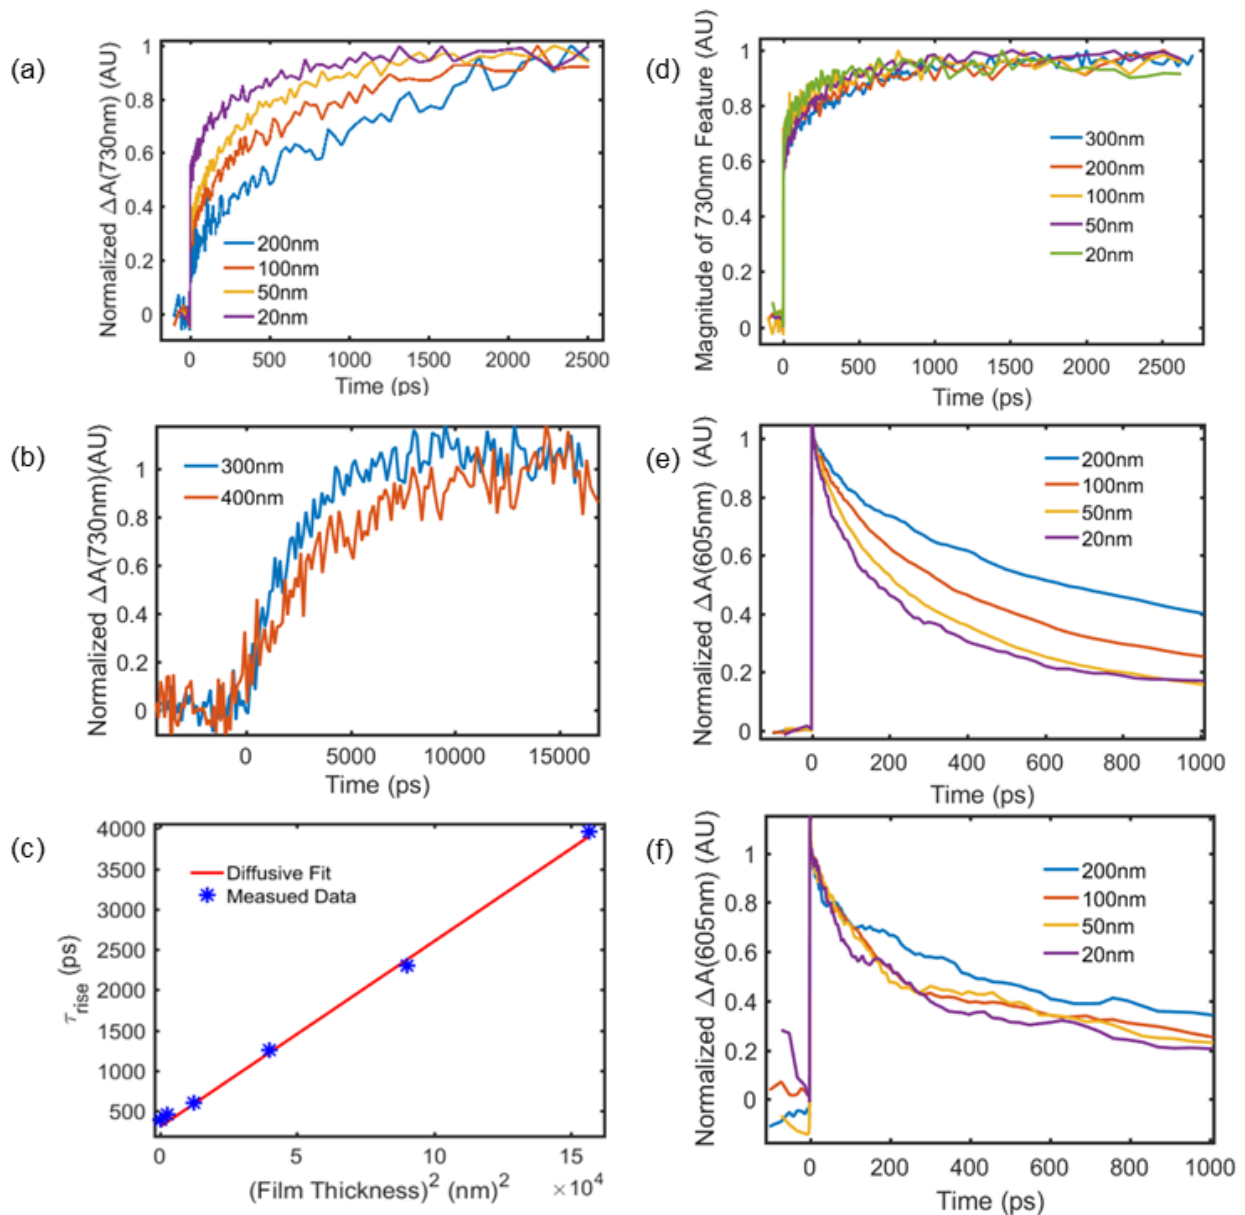 (a)
Normalized ΔA(730nm) (AU)
1
0.8
0.6
0.4
0.2
0
200nm
100nm
50nm
20nm
0 500 1000 1500 2000 2500
Time (ps)
(d)
Magnitude of 730nm Feature (AU)
1
0.8
0.6
0.4
0.2
0
300nm
200nm
100nm
50nm
20nm
0 500 1000 1500 2000 2500
Time (ps)
(b)
Normalized ΔA(730nm)(AU)
1
0.8
0.6
0.4
0.2
0
300nm
400nm
0 5000 10000 15000
Time (ps)
(e)
Normalized ΔA(605nm) (AU)
1
0.8
0.6
0.4
0.2
0
200nm
100nm
50nm
20nm
0 200 400 600 800 1000
Time (ps)
(c)
τrise (ps)
4000
3500
3000
2500
2000
1500
1000
500
Diffusive Fit
Measued Data
0 5 10 15
(Film Thickness)² (nm)² ×10⁴
(f)
Normalized ΔA(605nm) (AU)
1
0.8
0.6
0.4
0.2
0
200nm
100nm
50nm
20nm
0 200 400 600 800 1000
Time (ps)